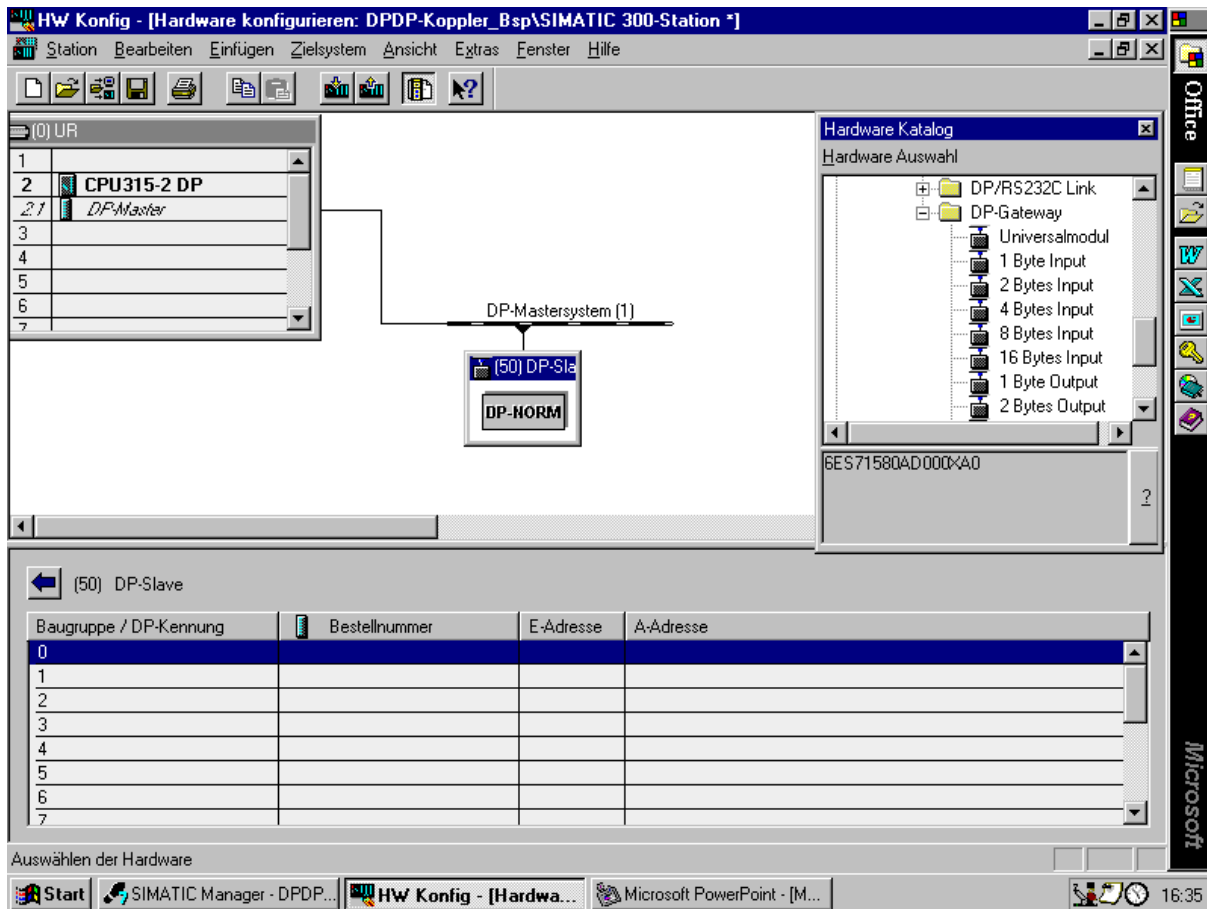 HW Konfig - [Hardware konfigurieren: DPDP-Koppler_Bsp\SIMATIC 300-Station *]
Station Bearbeiten Einfügen Zielsystem Ansicht Extras Fenster Hilfe
Office
(0) UR
1
2 CPU315-2 DP
2.1 DP-Master
3
4
5
6
7
DP-Mastersystem (1)
(50) DP-Sla
DP-NORM
Hardware Katalog
Hardware Auswahl
DP/RS232C Link
DP-Gateway
Universalmodul
1 Byte Input
2 Bytes Input
4 Bytes Input
8 Bytes Input
16 Bytes Input
1 Byte Output
2 Bytes Output
6ES71580AD000XA0
?
(50) DP-Slave
Baugruppe / DP-Kennung Bestellnummer E-Adresse A-Adresse
0
1
2
3
4
5
6
7
Microsoft
Auswählen der Hardware
Start SIMATIC Manager - DPDP... HW Konfig - [Hardwa... Microsoft PowerPoint - [M... 16:35